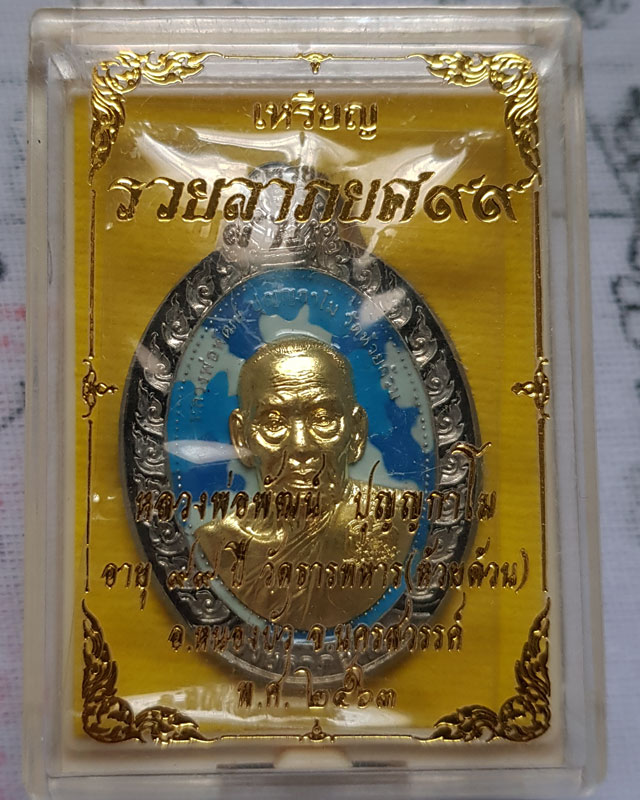 เหรียญ
รวยลาภยศ๙๙
หลวงพ่อพัฒน์ ปุญญกาโม
อายุ ๙๙ ปี วัดธารทหาร(ห้วยด้วน)
อ.หนองบัว จ.นครสวรรค์
พ.ศ. ๒๕๖๓